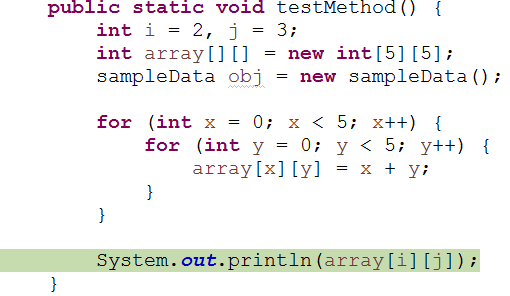 public static void testMethod() {
int i = 2, j = 3;
int array[][] = new int[5][5];
sampleData obj = new sampleData();
for (int x = 0; x < 5; x++) {
for (int y = 0; y < 5; y++) {
array[x][y] = x + y;
}
}
System.out.println(array[i][j]);
}